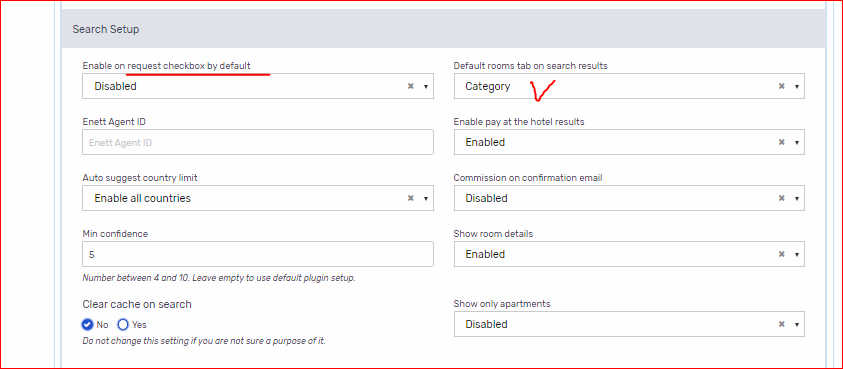 Search Setup
Enable on request checkbox by default
Disabled
Default rooms tab on search results
Category
Enett Agent ID
Enett Agent ID
Enable pay at the hotel results
Enabled
Auto suggest country limit
Enable all countries
Commission on confirmation email
Disabled
Min confidence
5
Number between 4 and 10. Leave empty to use default plugin setup.
Show room details
Enabled
Clear cache on search
No Yes
Do not change this setting if you are not sure a purpose of it.
Show only apartments
Disabled